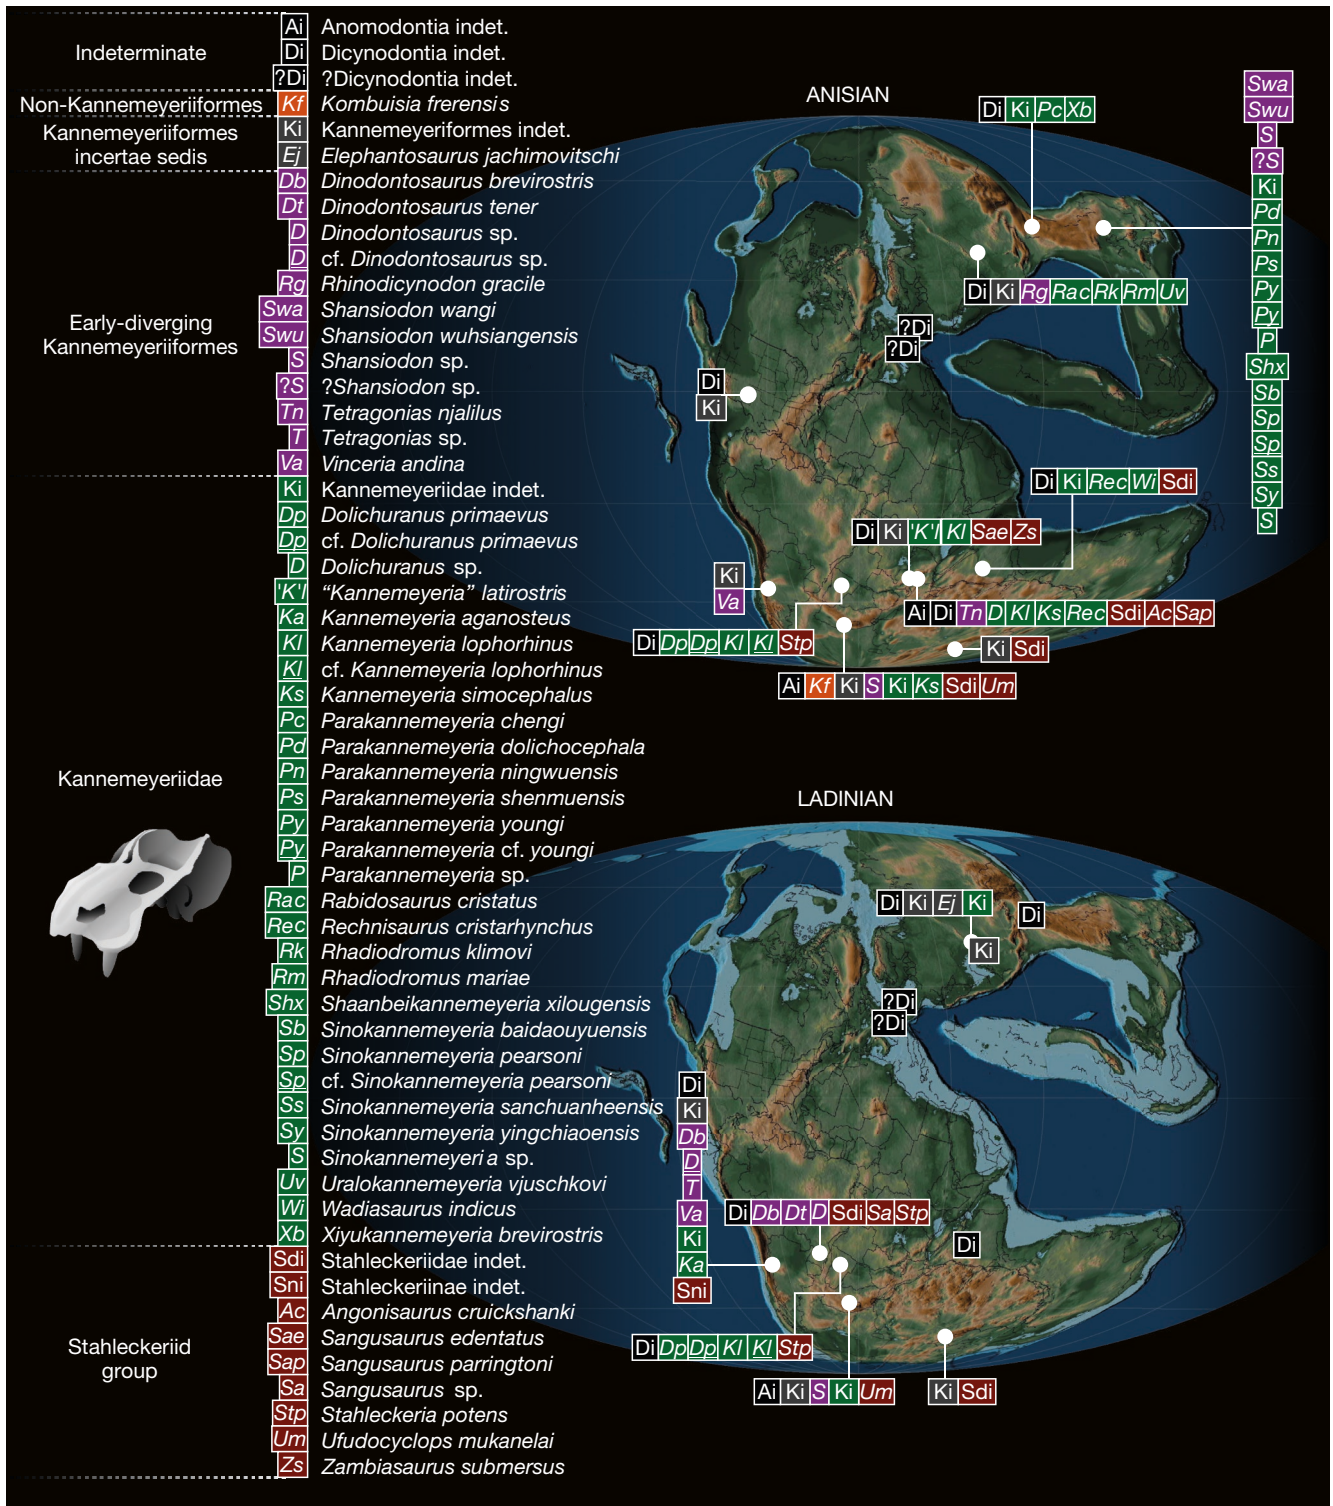 Indeterminate
Ai Anomodontia indet.
Di Dicynodontia indet.
?Di ?Dicynodontia indet.
Non-Kannemeyeriiformes
Kf Kombuisia frerensis
Kannemeyeriiformes
incertae sedis
Ki Kannemeyeriformes indet.
Ej Elephantosaurus jachimovitschi
Early-diverging
Kannemeyeriiformes
Db Dinodontosaurus brevirostris
Dt Dinodontosaurus tener
D Dinodontosaurus sp.
D cf. Dinodontosaurus sp.
Rg Rhinodicynodon gracile
Swa Shansiodon wangi
Swu Shansiodon wuhsiangensis
S Shansiodon sp.
?S ?Shansiodon sp.
Tn Tetragonias njalilus
T Tetragonias sp.
Va Vinceria andina
Kannemeyeriidae
Ki Kannemeyeriidae indet.
Dp Dolichuranus primaevus
Dp cf. Dolichuranus primaevus
D Dolichuranus sp.
'K'l “Kannemeyeria” latirostris
Ka Kannemeyeria aganosteus
Kl Kannemeyeria lophorhinus
Kl cf. Kannemeyeria lophorhinus
Ks Kannemeyeria simocephalus
Pc Parakannemeyeria chengi
Pd Parakannemeyeria dolichocephala
Pn Parakannemeyeria ningwuensis
Ps Parakannemeyeria shenmuensis
Py Parakannemeyeria youngi
Py Parakannemeyeria cf. youngi
P Parakannemeyeria sp.
Rac Rabidosaurus cristatus
Rec Rechnisaurus cristarhynchus
Rk Rhadiodromus klimovi
Rm Rhadiodromus mariae
Shx Shaanbeikannemeyeria xilougensis
Sb Sinokannemeyeria baidaouyuensis
Sp Sinokannemeyeria pearsoni
Sp cf. Sinokannemeyeria pearsoni
Ss Sinokannemeyeria sanchuanheensis
Sy Sinokannemeyeria yingchiaoensis
S Sinokannemeyeria sp.
Uv Uralokannemeyeria vjuschkovi
Wi Wadiasaurus indicus
Xb Xiyukannemeyeria brevirostris
Stahleckeriid
group
Sdi Stahleckeriidae indet.
Sni Stahleckeriinae indet.
Ac Angonisaurus cruickshanki
Sae Sangusaurus edentatus
Sap Sangusaurus parringtoni
Sa Sangusaurus sp.
Stp Stahleckeria potens
Um Ufudocyclops mukanelai
Zs Zambiasaurus submersus
ANISIAN
Di Ki Pc Xb
Swa
Swu
S
?S
Ki
Pd
Pn
Ps
Py
Py
P
Shx
Sb
Sp
Sp
Ss
Sy
S
Di Ki Rg Rac Rk Rm Uv
?Di
?Di
Di
Ki
Di Ki Rec Wi Sdi
Di Ki 'K'l Kl Sae Zs
Ki
Va
Ai Di Tn D Kl Ks Rec Sdi Ac Sap
Di Dp Dp Kl Kl Stp
Ki Sdi
Ai Kf Ki S Ki Ks Sdi Um
LADINIAN
Di Ki Ej Ki
Di
Ki
?Di
?Di
Di
Ki
Db
D
T
Va
Ki
Ka
Sni
Di Db Dt D Sdi Sa Stp
Di
Di Dp Dp Kl Kl Stp
Ai Ki S Ki Um
Ki Sdi